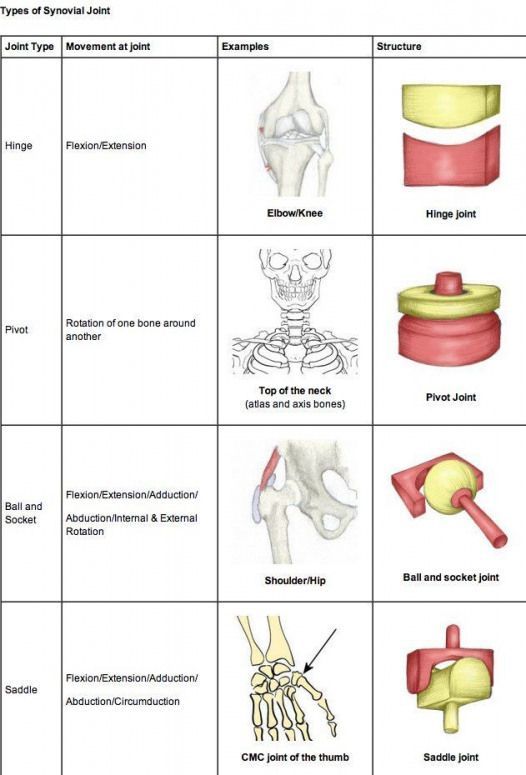 Types of Synovial Joint
Joint Type Movement at joint Examples Structure
Hinge
Flexion/Extension
Elbow/Knee
Hinge joint
Pivot
Rotation of one bone around
another
Top of the neck
(atlas and axis bones)
Pivot Joint
Ball and
Socket
Flexion/Extension/Adduction/
Abduction/Internal & External
Rotation
Shoulder/Hip
Ball and socket joint
Saddle
Flexion/Extension/Adduction/
Abduction/Circumduction
CMC joint of the thumb
Saddle joint